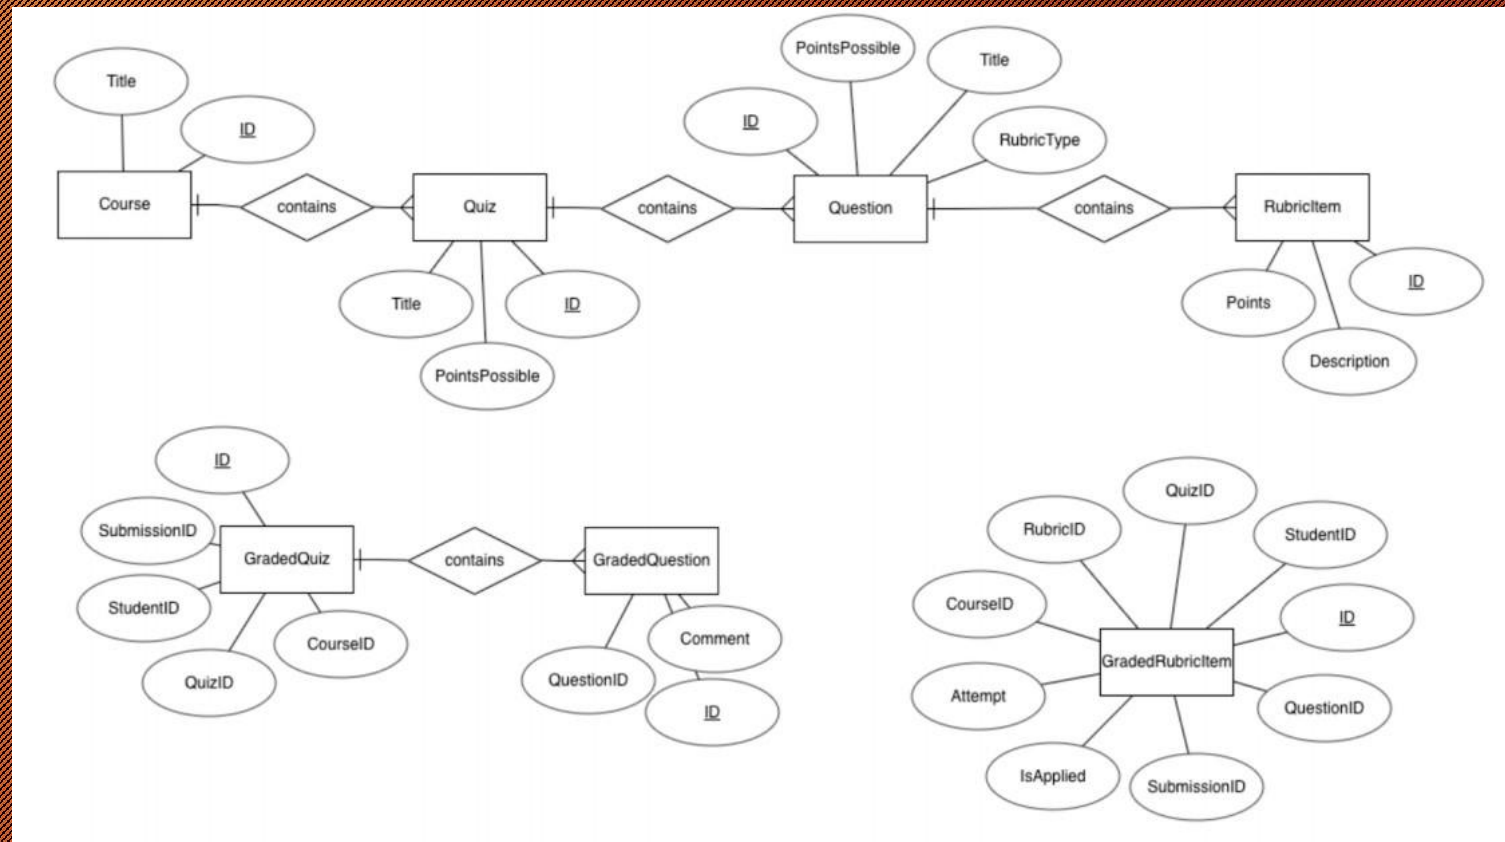 PointsPossible
Title
Title
ID
ID
RubricType
Course
contains
Quiz
contains
Question
contains
RubricItem
Title
ID
PointsPossible
Points
ID
Description
ID
SubmissionID
GradedQuiz
contains
GradedQuestion
StudentID
CourseID
QuizID
Comment
QuestionID
ID
QuizID
RubricID
StudentID
CourseID
ID
GradedRubricItem
Attempt
QuestionID
IsApplied
SubmissionID